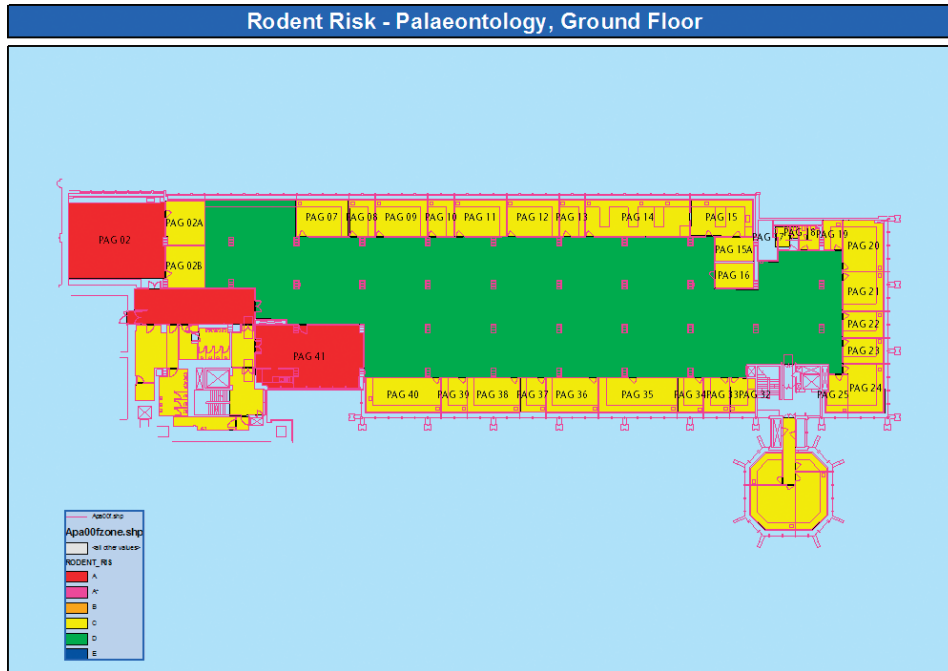 Rodent Risk - Palaeontology, Ground Floor
PAG 02
PAG 02A
PAG 02B
PAG 07
PAG 08
PAG 09
PAG 10
PAG 11
PAG 12
PAG 13
PAG 14
PAG 15
PAG 15A
PAG 16
PAG 17
PAG 18
PAG 19
PAG 20
PAG 21
PAG 22
PAG 23
PAG 24
PAG 25
PAG 41
PAG 40
PAG 39
PAG 38
PAG 37
PAG 36
PAG 35
PAG 34
PAG 33
PAG 32
Apa00f.shp
Apa00fzone.shp
<all other values>
RODENT_RIS
A
A-
B
C
D
E